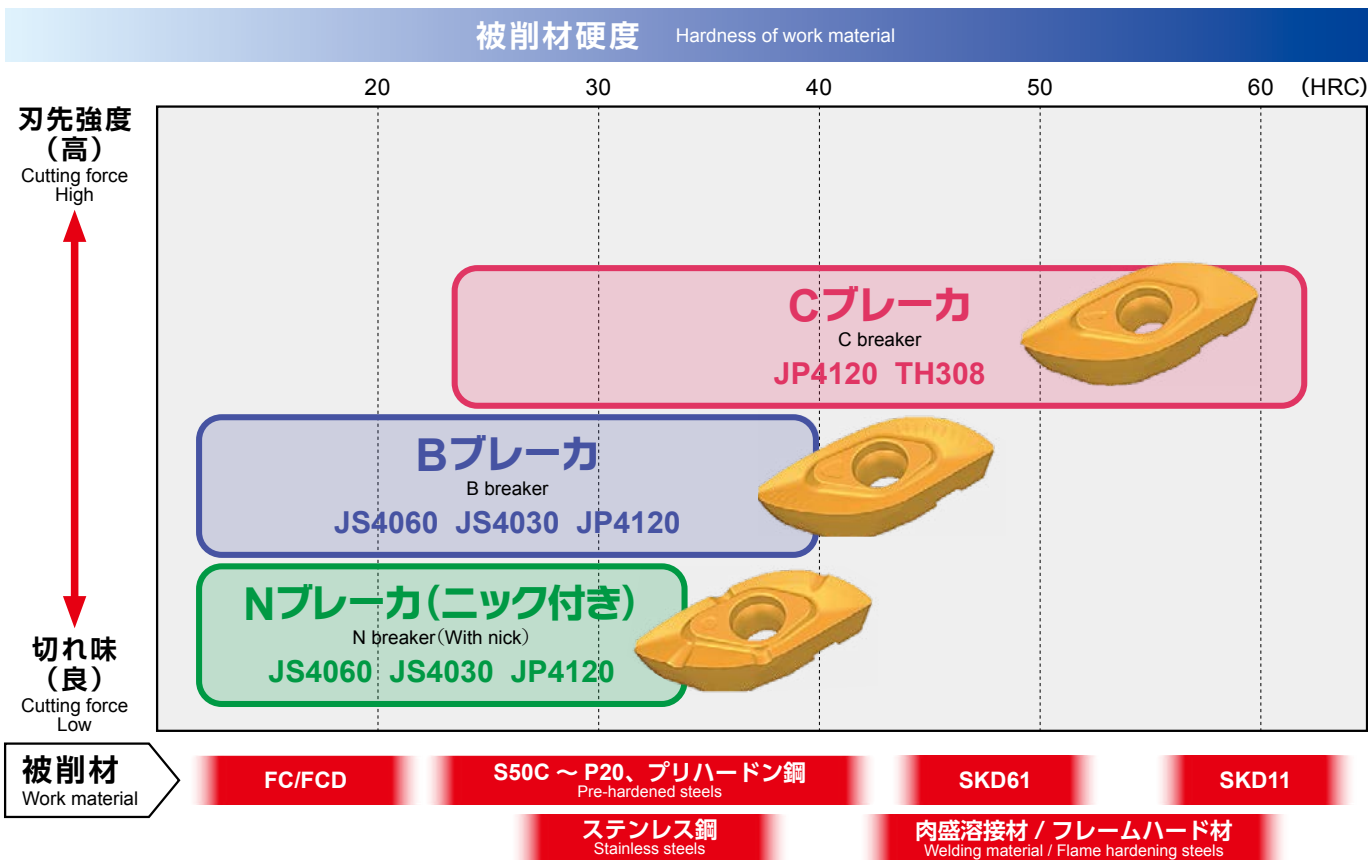 被削材硬度 Hardness of work material
20 30 40 50 60 (HRC)
刃先強度
(高)
Cutting force
High
Cブレーカ
C breaker
JP4120 TH308
Bブレーカ
B breaker
JS4060 JS4030 JP4120
Nブレーカ(ニック付き)
N breaker(With nick)
JS4060 JS4030 JP4120
切れ味
(良)
Cutting force
Low
被削材
Work material
FC/FCD
S50C ～ P20、プリハードン鋼
Pre-hardened steels
SKD61
SKD11
ステンレス鋼
Stainless steels
肉盛溶接材 / フレームハード材
Welding material / Flame hardening steels